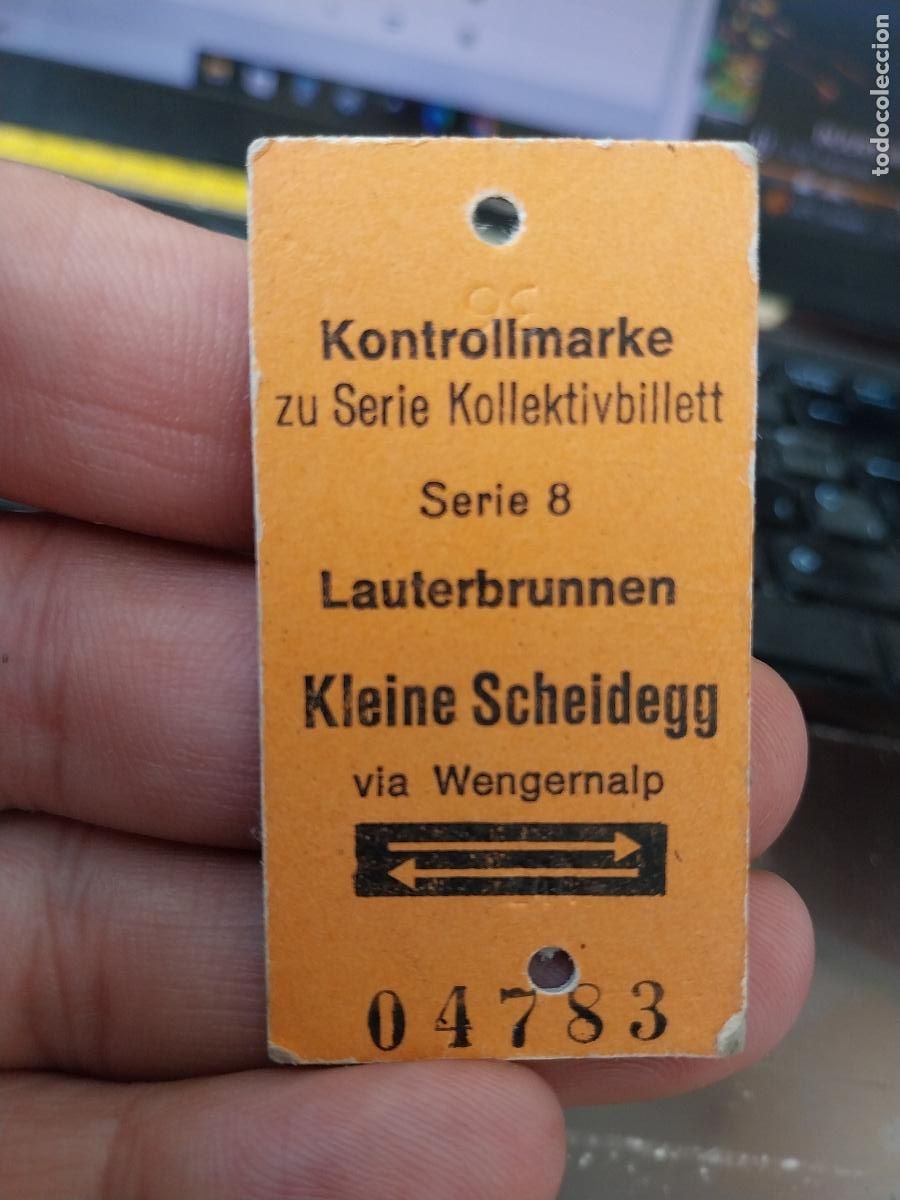 Kontrollmarke
zu Serie Kollektivbillett
Serie 8
Lauterbrunnen
Kleine Scheidegg
via Wengernalp
04783
todocoleccion